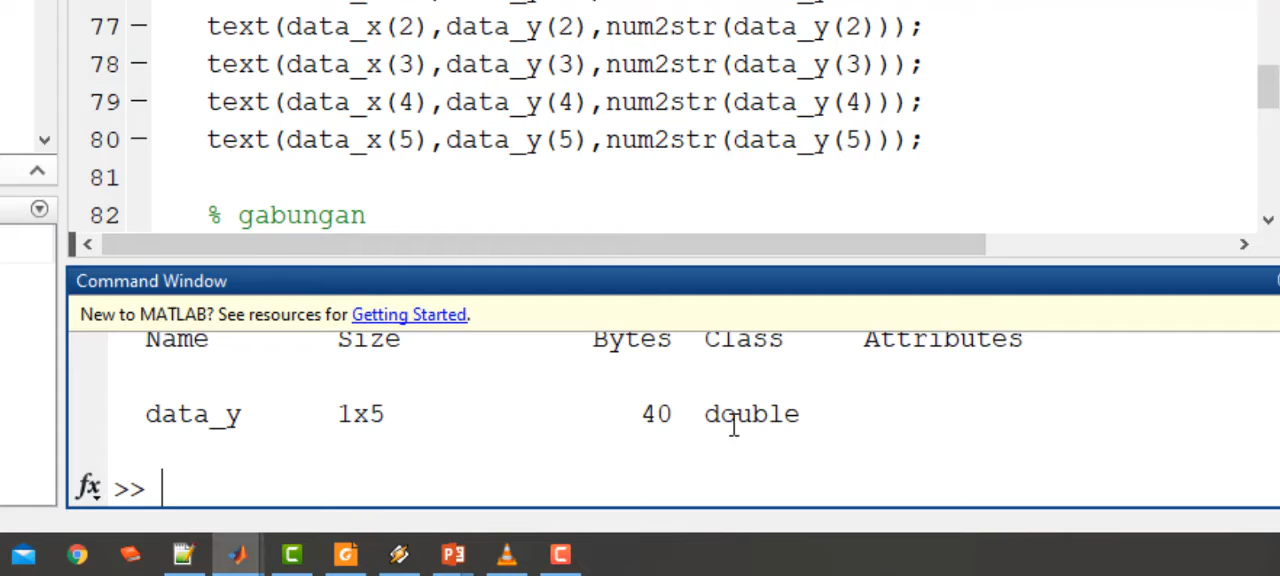 77 – text(data_x(2),data_y(2),num2str(data_y(2)));
78 – text(data_x(3),data_y(3),num2str(data_y(3)));
79 – text(data_x(4),data_y(4),num2str(data_y(4)));
80 – text(data_x(5),data_y(5),num2str(data_y(5)));
81
82 % gabungan
Command Window
New to MATLAB? See resources for Getting Started.
Name Size Bytes Class Attributes
data_y 1x5 40 double
fx >>